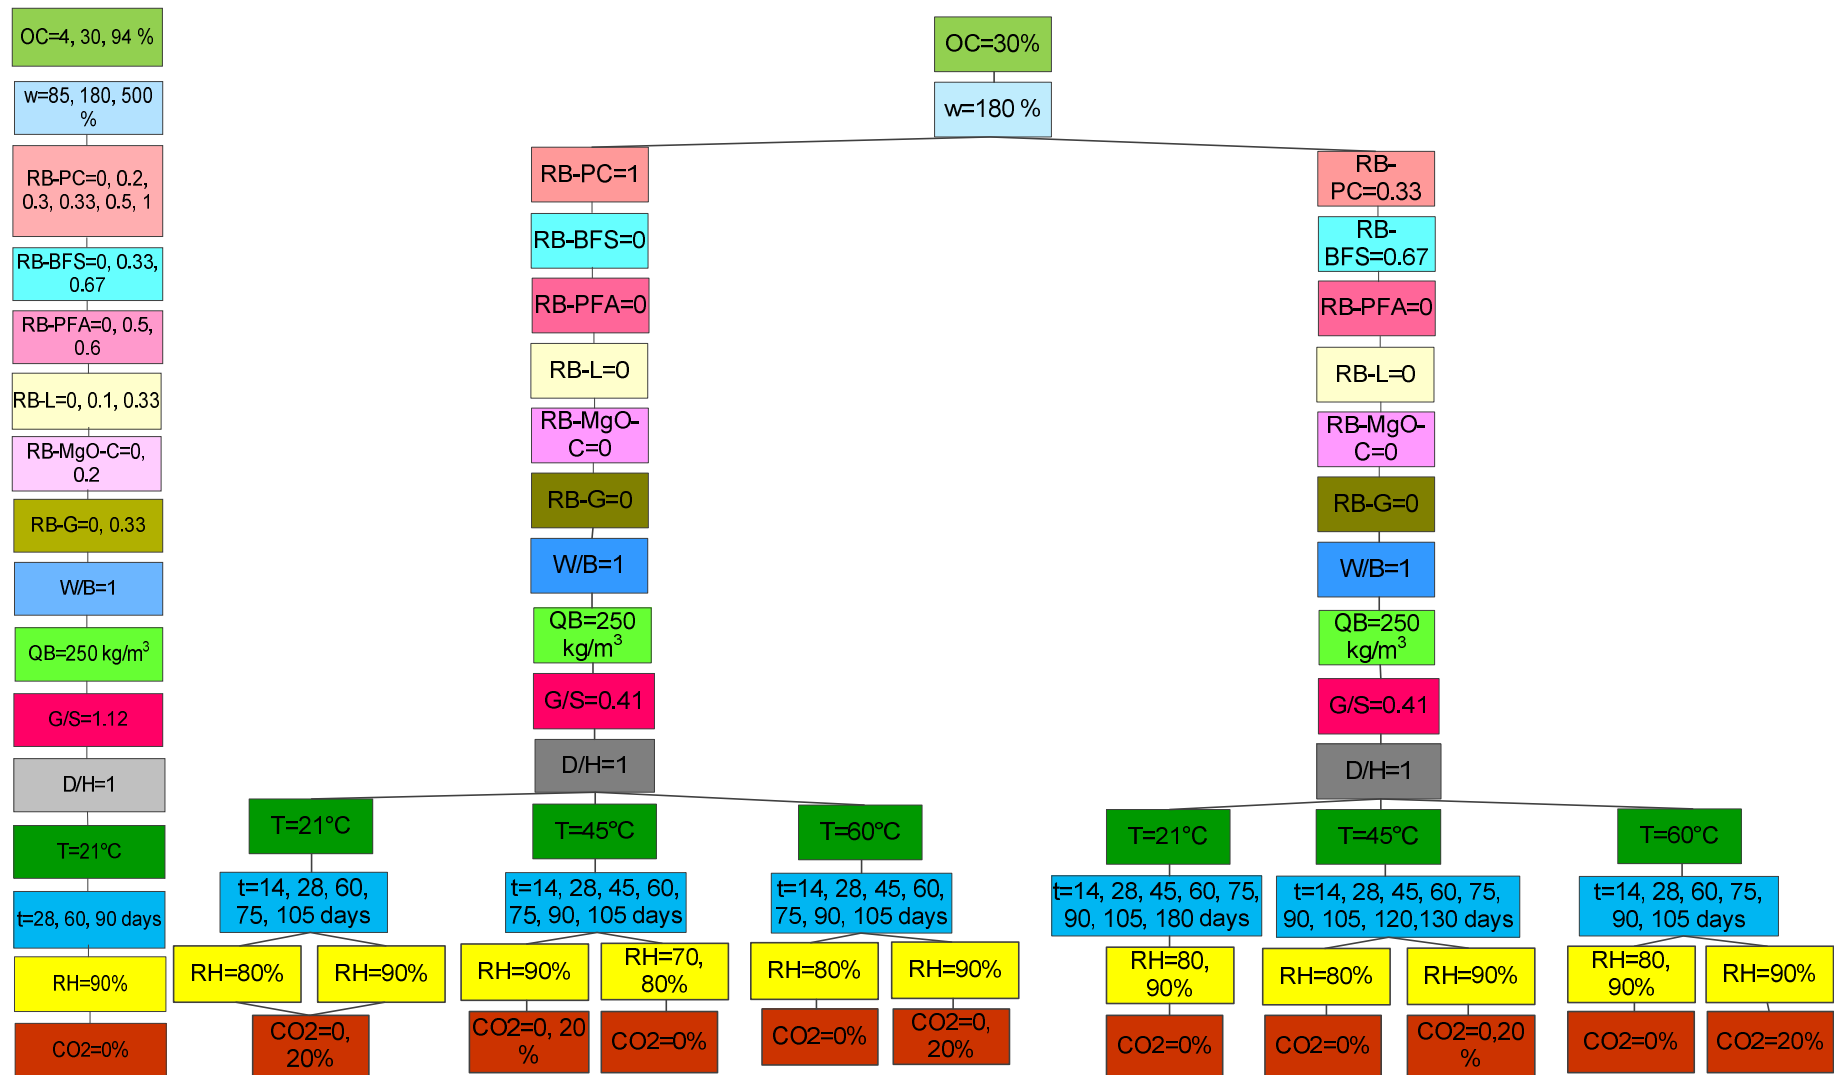 OC=4, 30, 94 %
w=85, 180, 500
%
RB-PC=0, 0.2,
0.3, 0.33, 0.5, 1
RB-BFS=0, 0.33,
0.67
RB-PFA=0, 0.5,
0.6
RB-L=0, 0.1, 0.33
RB-MgO-C=0,
0.2
RB-G=0, 0.33
W/B=1
QB=250 kg/m³
G/S=1.12
D/H=1
T=21°C
t=28, 60, 90 days
RH=90%
CO2=0%
OC=30%
w=180 %
RB-PC=1
RB-BFS=0
RB-PFA=0
RB-L=0
RB-MgO-
C=0
RB-G=0
W/B=1
QB=250
kg/m³
G/S=0.41
D/H=1
T=21°C
t=14, 28, 60,
75, 105 days
RH=80%
RH=90%
CO2=0,
20%
T=45°C
t=14, 28, 45, 60,
75, 90, 105 days
RH=90%
CO2=0, 20
%
RH=70,
80%
CO2=0%
T=60°C
t=14, 28, 45, 60,
75, 90, 105 days
RH=80%
CO2=0%
RH=90%
CO2=0,
20%
RB-
PC=0.33
RB-
BFS=0.67
RB-PFA=0
RB-L=0
RB-MgO-
C=0
RB-G=0
W/B=1
QB=250
kg/m³
G/S=0.41
D/H=1
T=21°C
t=14, 28, 45, 60, 75,
90, 105, 180 days
RH=80,
90%
CO2=0%
T=45°C
t=14, 28, 45, 60, 75,
90, 105, 120,130 days
RH=80%
CO2=0%
RH=90%
CO2=0,20
%
T=60°C
t=14, 28, 60, 75,
90, 105 days
RH=80,
90%
CO2=0%
RH=90%
CO2=20%